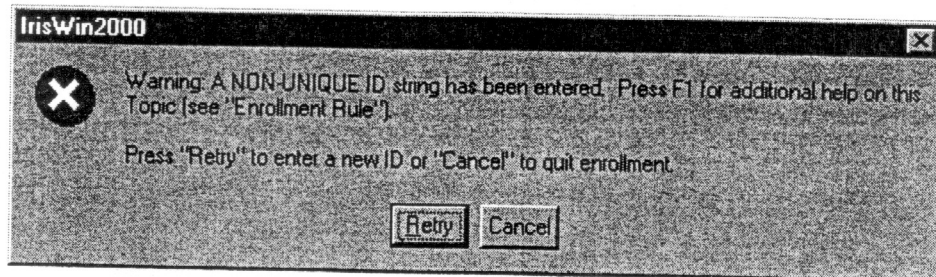 IrisWin2000
Warning: A NON-UNIQUE ID string has been entered. Press F1 for additional help on this
Topic (see "Enrollment Rule").
Press "Retry" to enter a new ID or "Cancel" to quit enrollment.
Retry Cancel